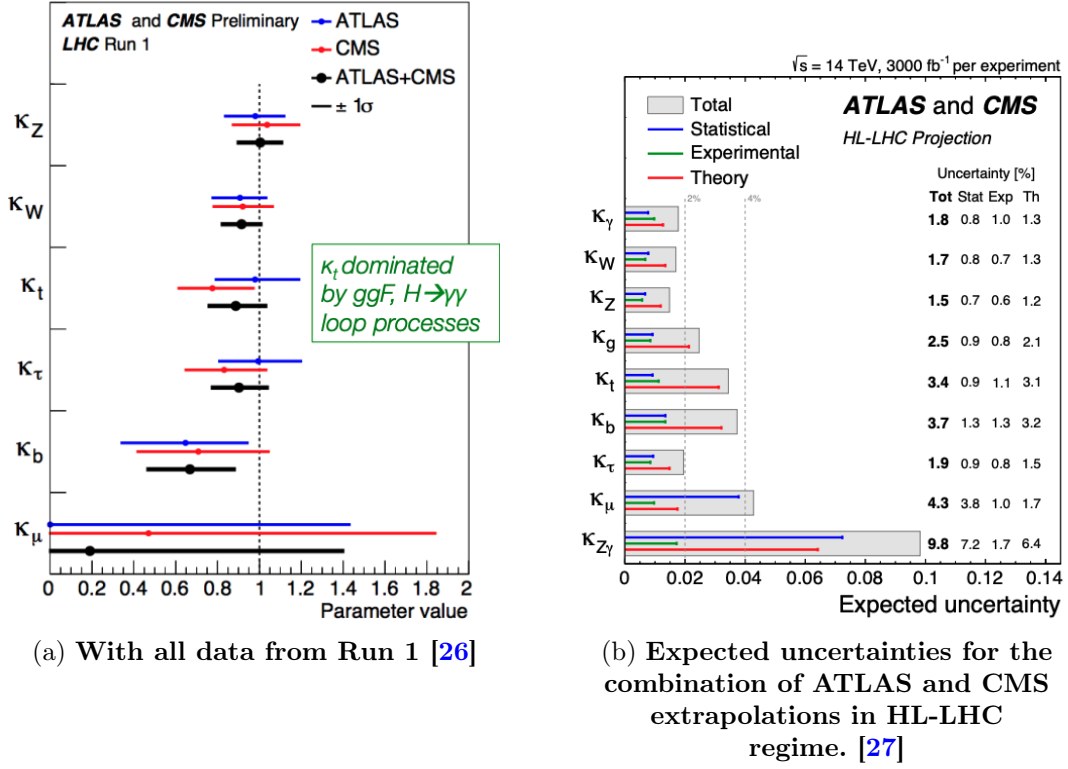 ATLAS and CMS Preliminary
LHC Run 1
ATLAS
CMS
ATLAS+CMS
± 1σ
κZ
κW
κt
κτ
κb
κμ
κt dominated
by ggF, H→γγ
loop processes
0 0.2 0.4 0.6 0.8 1 1.2 1.4 1.6 1.8 2
Parameter value
(a) With all data from Run 1 [26]
√s = 14 TeV, 3000 fb⁻¹ per experiment
Total
Statistical
Experimental
Theory
ATLAS and CMS
HL-LHC Projection
Uncertainty [%]
Tot Stat Exp Th
2% 4%
κγ 1.8 0.8 1.0 1.3
κW 1.7 0.8 0.7 1.3
κZ 1.5 0.7 0.6 1.2
κg 2.5 0.9 0.8 2.1
κt 3.4 0.9 1.1 3.1
κb 3.7 1.3 1.3 3.2
κτ 1.9 0.9 0.8 1.5
κμ 4.3 3.8 1.0 1.7
κZγ 9.8 7.2 1.7 6.4
0 0.02 0.04 0.06 0.08 0.1 0.12 0.14
Expected uncertainty
(b) Expected uncertainties for the
combination of ATLAS and CMS
extrapolations in HL-LHC
regime. [27]